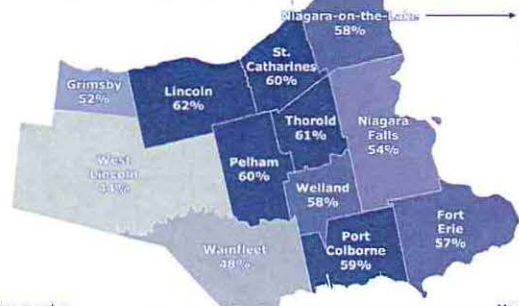 Niagara-on-the-Lake
58%
St.
Catharines
60%
Grimsby
52%
Lincoln
62%
Thorold
61%
Niagara
Falls
54%
West
Lincoln
44%
Pelham
60%
Welland
58%
Wainfleet
48%
Port
Colborne
59%
Fort
Erie
57%